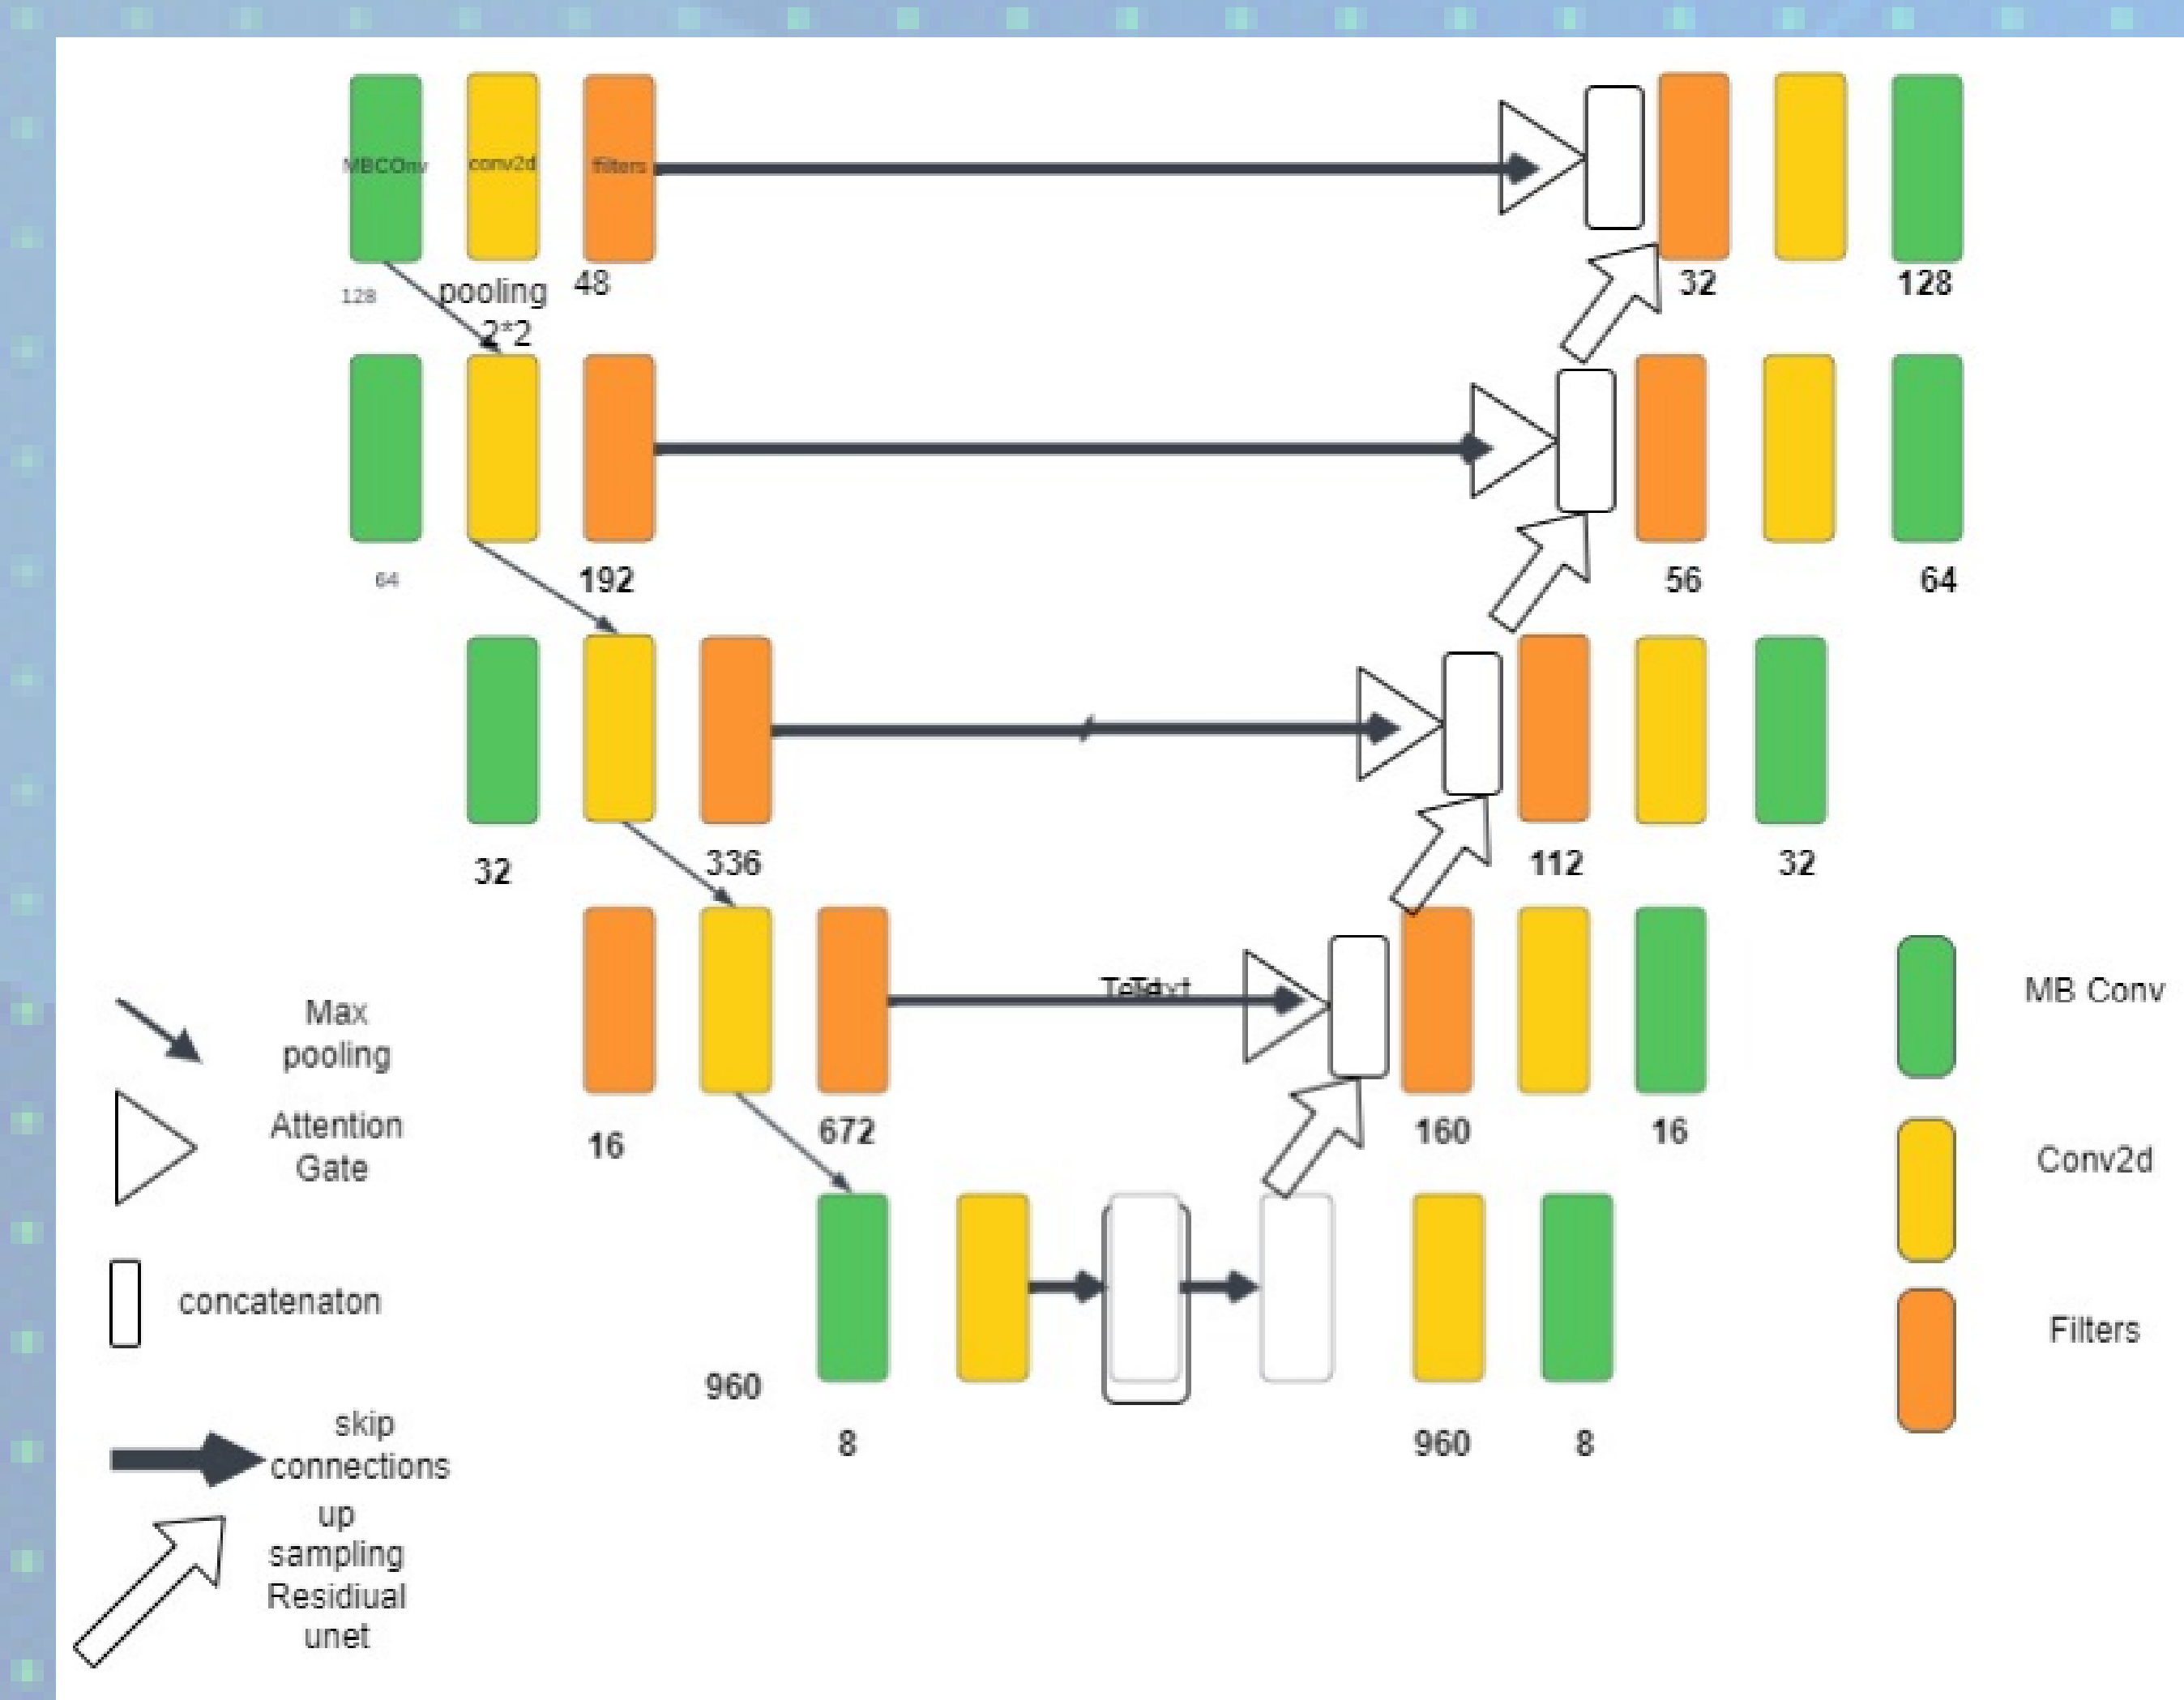 MBCOnv
conv2d
filters
128
pooling
2*2
48
32
128
64
192
56
64
32
336
112
32
16
672
160
16
960
8
960
8
Max
pooling
Attention
Gate
concatenaton
skip
connections
up
sampling
Residiual
unet
MB Conv
Conv2d
Filters